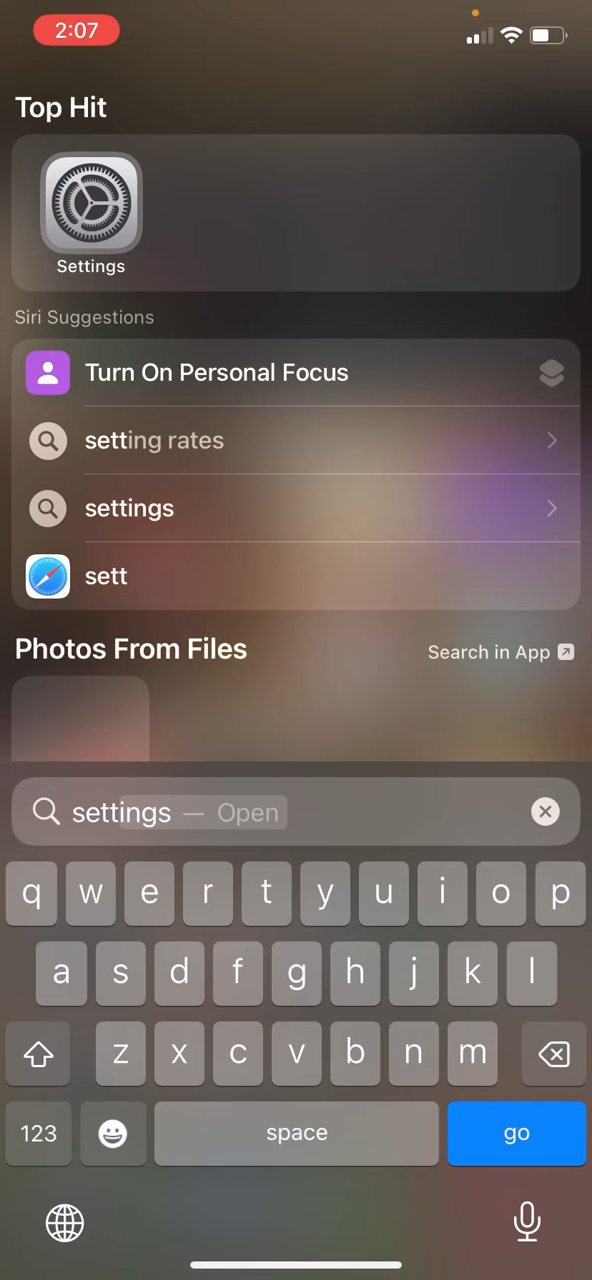 2:07
Top Hit
Settings
Siri Suggestions
Turn On Personal Focus
setting rates
settings
sett
Photos From Files
Search in App
settings — Open
q w e r t y u i o p
a s d f g h j k l
z x c v b n m
123 space go